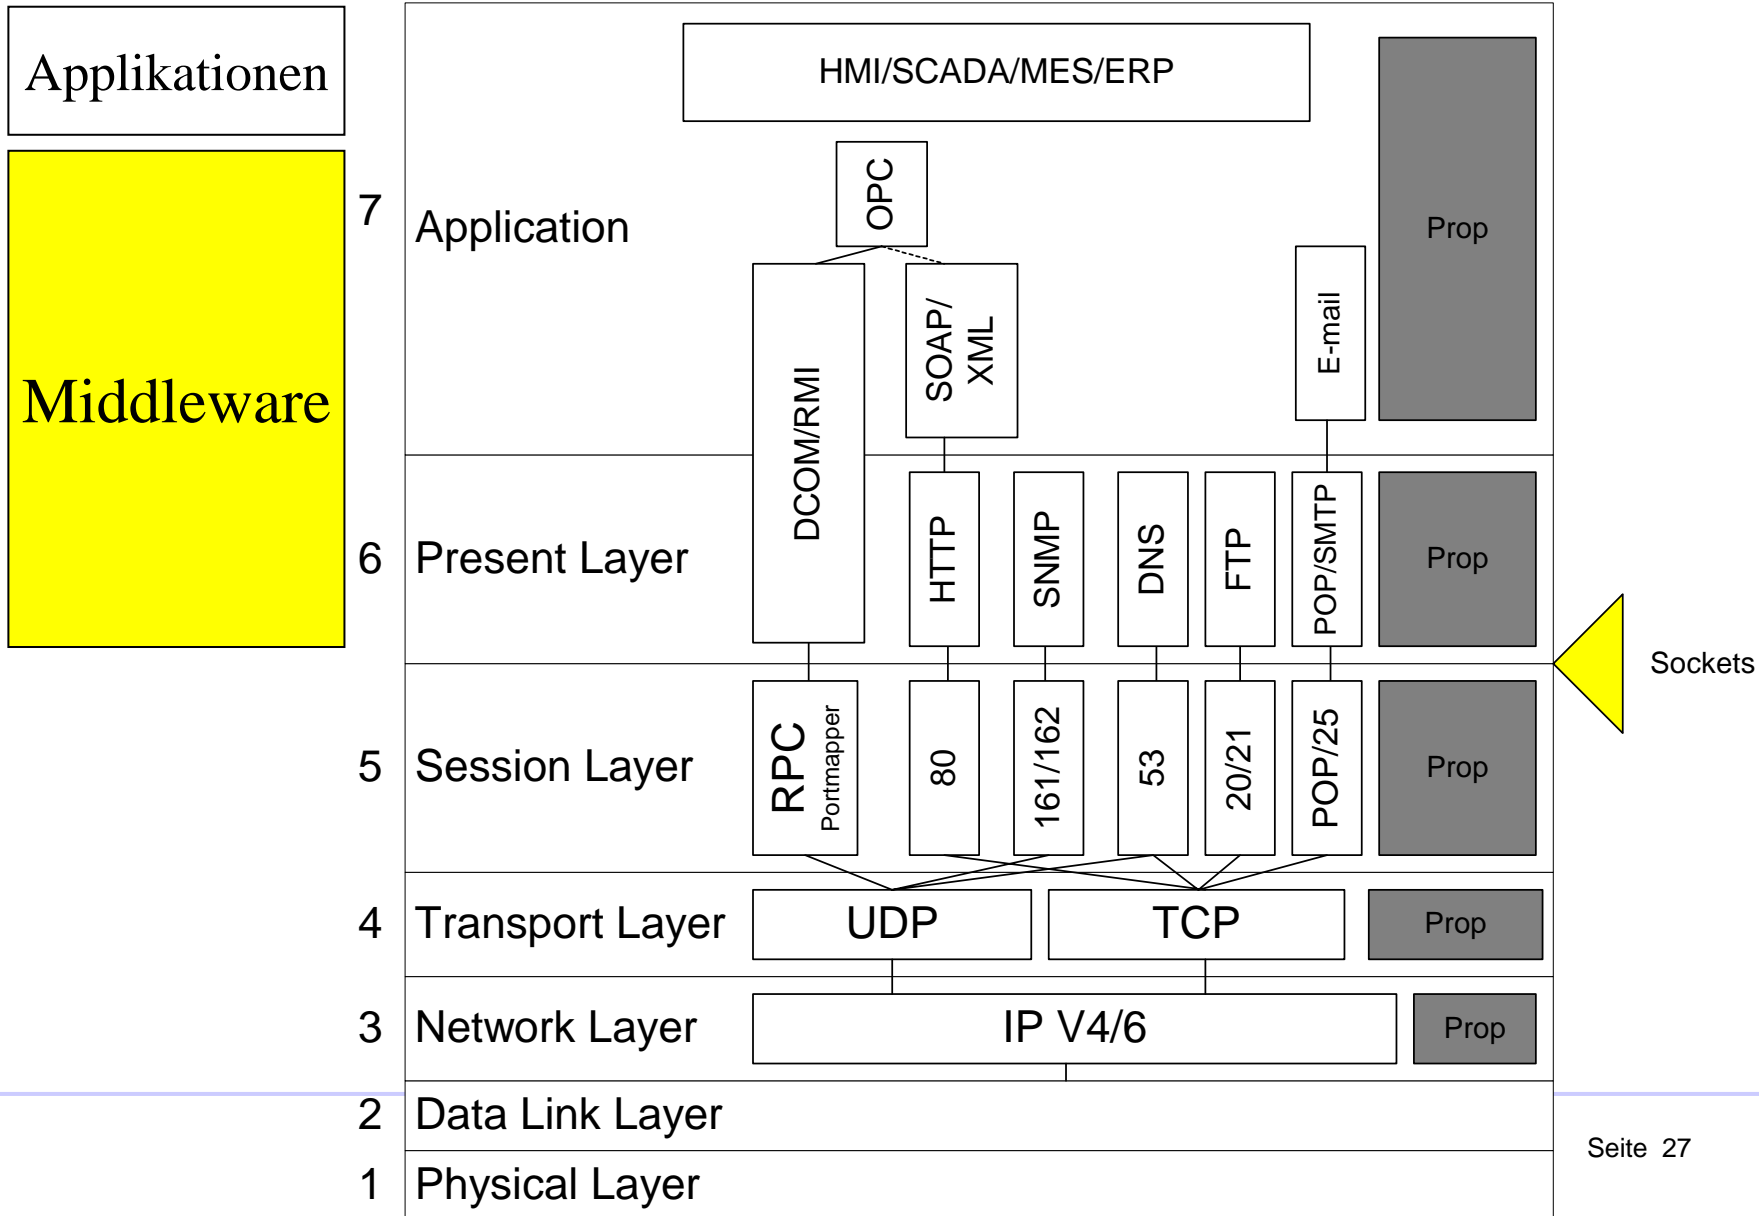 Applikationen
Middleware
HMI/SCADA/MES/ERP
OPC
7
Application
Prop
DCOM/RMI
SOAP/
XML
E-mail
6
Present Layer
HTTP
SNMP
DNS
FTP
POP/SMTP
Prop
Sockets
5
Session Layer
RPC
Portmapper
80
161/162
53
20/21
POP/25
Prop
4
Transport Layer
UDP
TCP
Prop
3
Network Layer
IP V4/6
Prop
2
Data Link Layer
Seite 27
1
Physical Layer